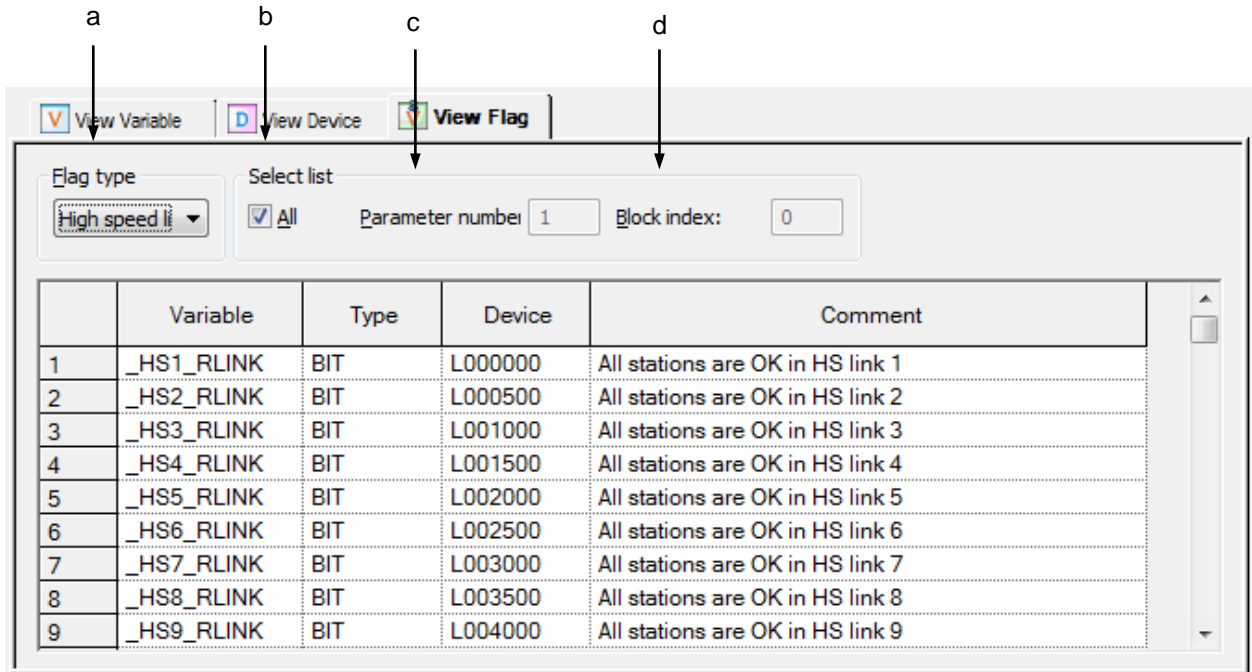 a b c d
View Variable View Device View Flag
Flag type Select list
High speed li All Parameter number 1 Block index: 0
Variable Type Device Comment
1 _HS1_RLINK BIT L000000 All stations are OK in HS link 1
2 _HS2_RLINK BIT L000500 All stations are OK in HS link 2
3 _HS3_RLINK BIT L001000 All stations are OK in HS link 3
4 _HS4_RLINK BIT L001500 All stations are OK in HS link 4
5 _HS5_RLINK BIT L002000 All stations are OK in HS link 5
6 _HS6_RLINK BIT L002500 All stations are OK in HS link 6
7 _HS7_RLINK BIT L003000 All stations are OK in HS link 7
8 _HS8_RLINK BIT L003500 All stations are OK in HS link 8
9 _HS9_RLINK BIT L004000 All stations are OK in HS link 9